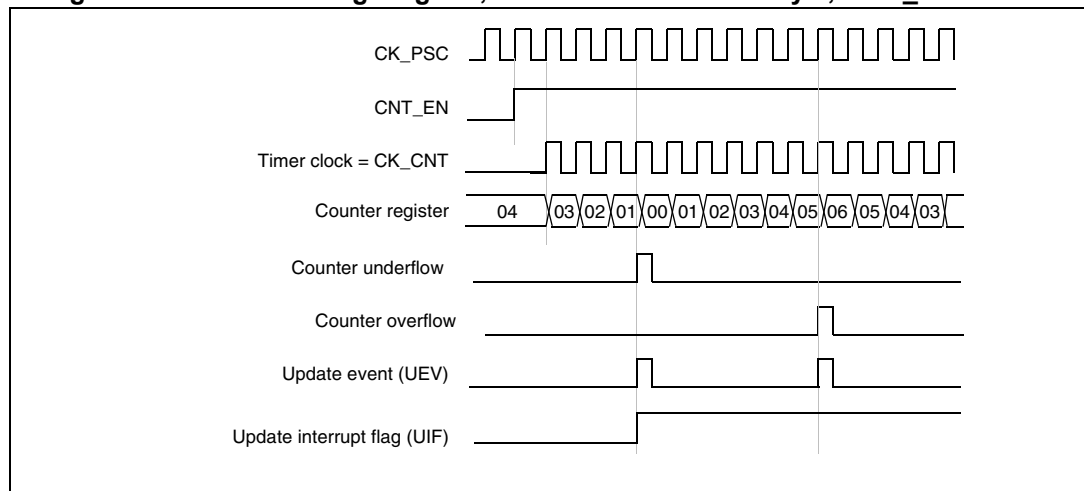 CK_PSC
CNT_EN
Timer clock = CK_CNT
Counter register 04 03 02 01 00 01 02 03 04 05 06 05 04 03
Counter underflow
Counter overflow
Update event (UEV)
Update interrupt flag (UIF)